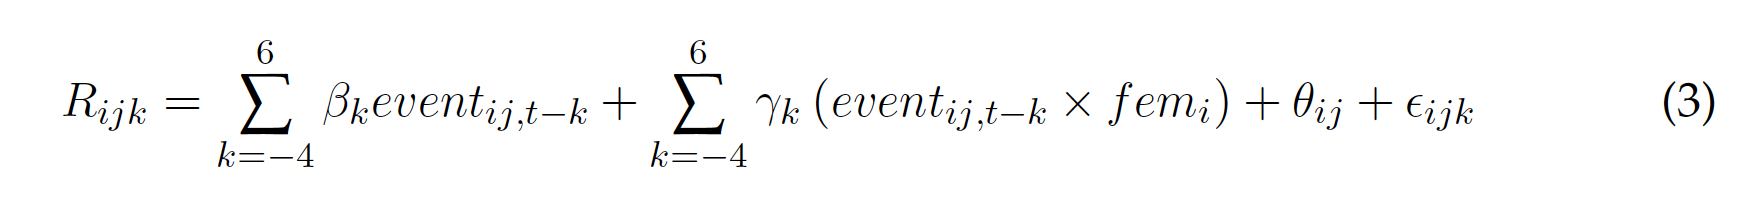 R_{ijk} = \sum_{k=-4}^{6} \beta_k event_{ij,t-k} + \sum_{k=-4}^{6} \gamma_k (event_{ij,t-k} × fem_i) + \theta_{ij} + \epsilon_{ijk} (3)